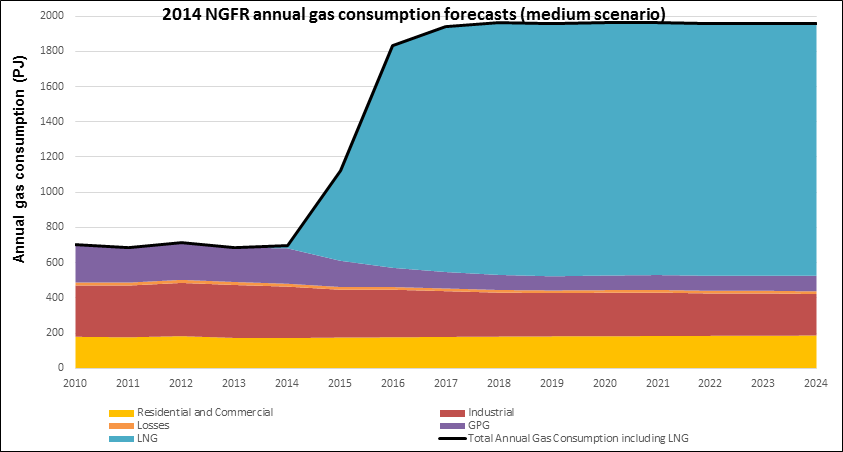 2014 NGFR annual gas consumption forecasts (medium scenario)
Annual gas consumption (PJ)
2000
1800
1600
1400
1200
1000
800
600
400
200
0
2010 2011 2012 2013 2014 2015 2016 2017 2018 2019 2020 2021 2022 2023 2024
Residential and Commercial Industrial
Losses GPG
LNG Total Annual Gas Consumption including LNG